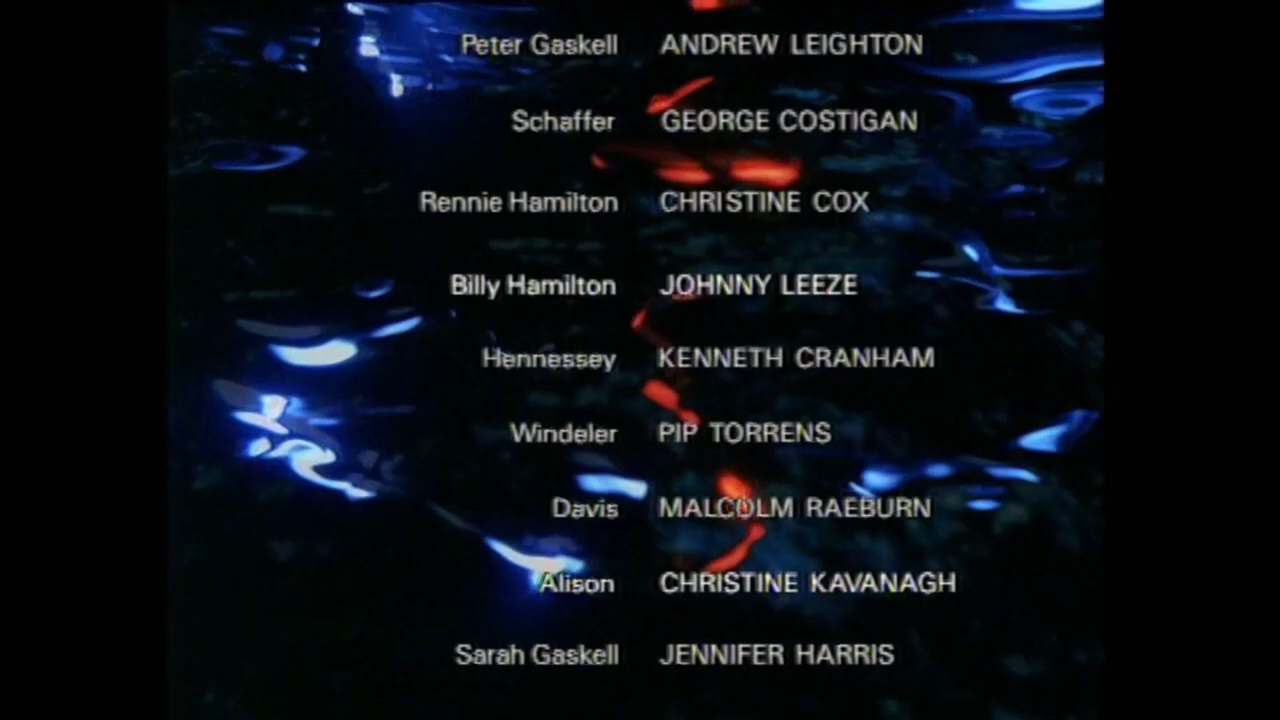 Peter Gaskell ANDREW LEIGHTON
Schaffer GEORGE COSTIGAN
Rennie Hamilton CHRISTINE COX
Billy Hamilton JOHNNY LEEZE
Hennessey KENNETH CRANHAM
Windeler PIP TORRENS
Davis MALCOLM RAEBURN
Alison CHRISTINE KAVANAGH
Sarah Gaskell JENNIFER HARRIS